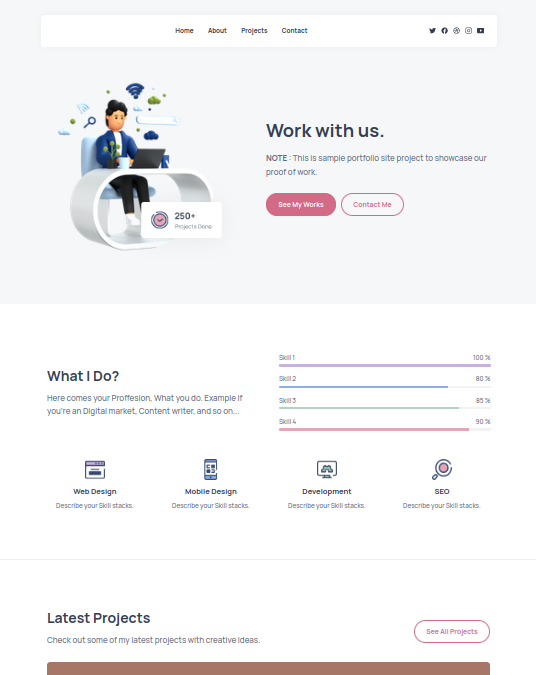 Home About Projects Contact
Work with us.
NOTE : This is sample portfolio site project to showcase our
proof of work.
See My Works Contact Me
250+
Projects Done
What I Do?
Here comes your Proffesion, What you do. Example if
you're an Digital market, Content writer, and so on...
Skill 1 100 %
Skill 2 80 %
Skill 3 85 %
Skill 4 90 %
Web Design Mobile Design Development SEO
Describe your Skill stacks. Describe your Skill stacks. Describe your Skill stacks. Describe your Skill stacks.
Latest Projects
Check out some of my latest projects with creative ideas.
See All Projects